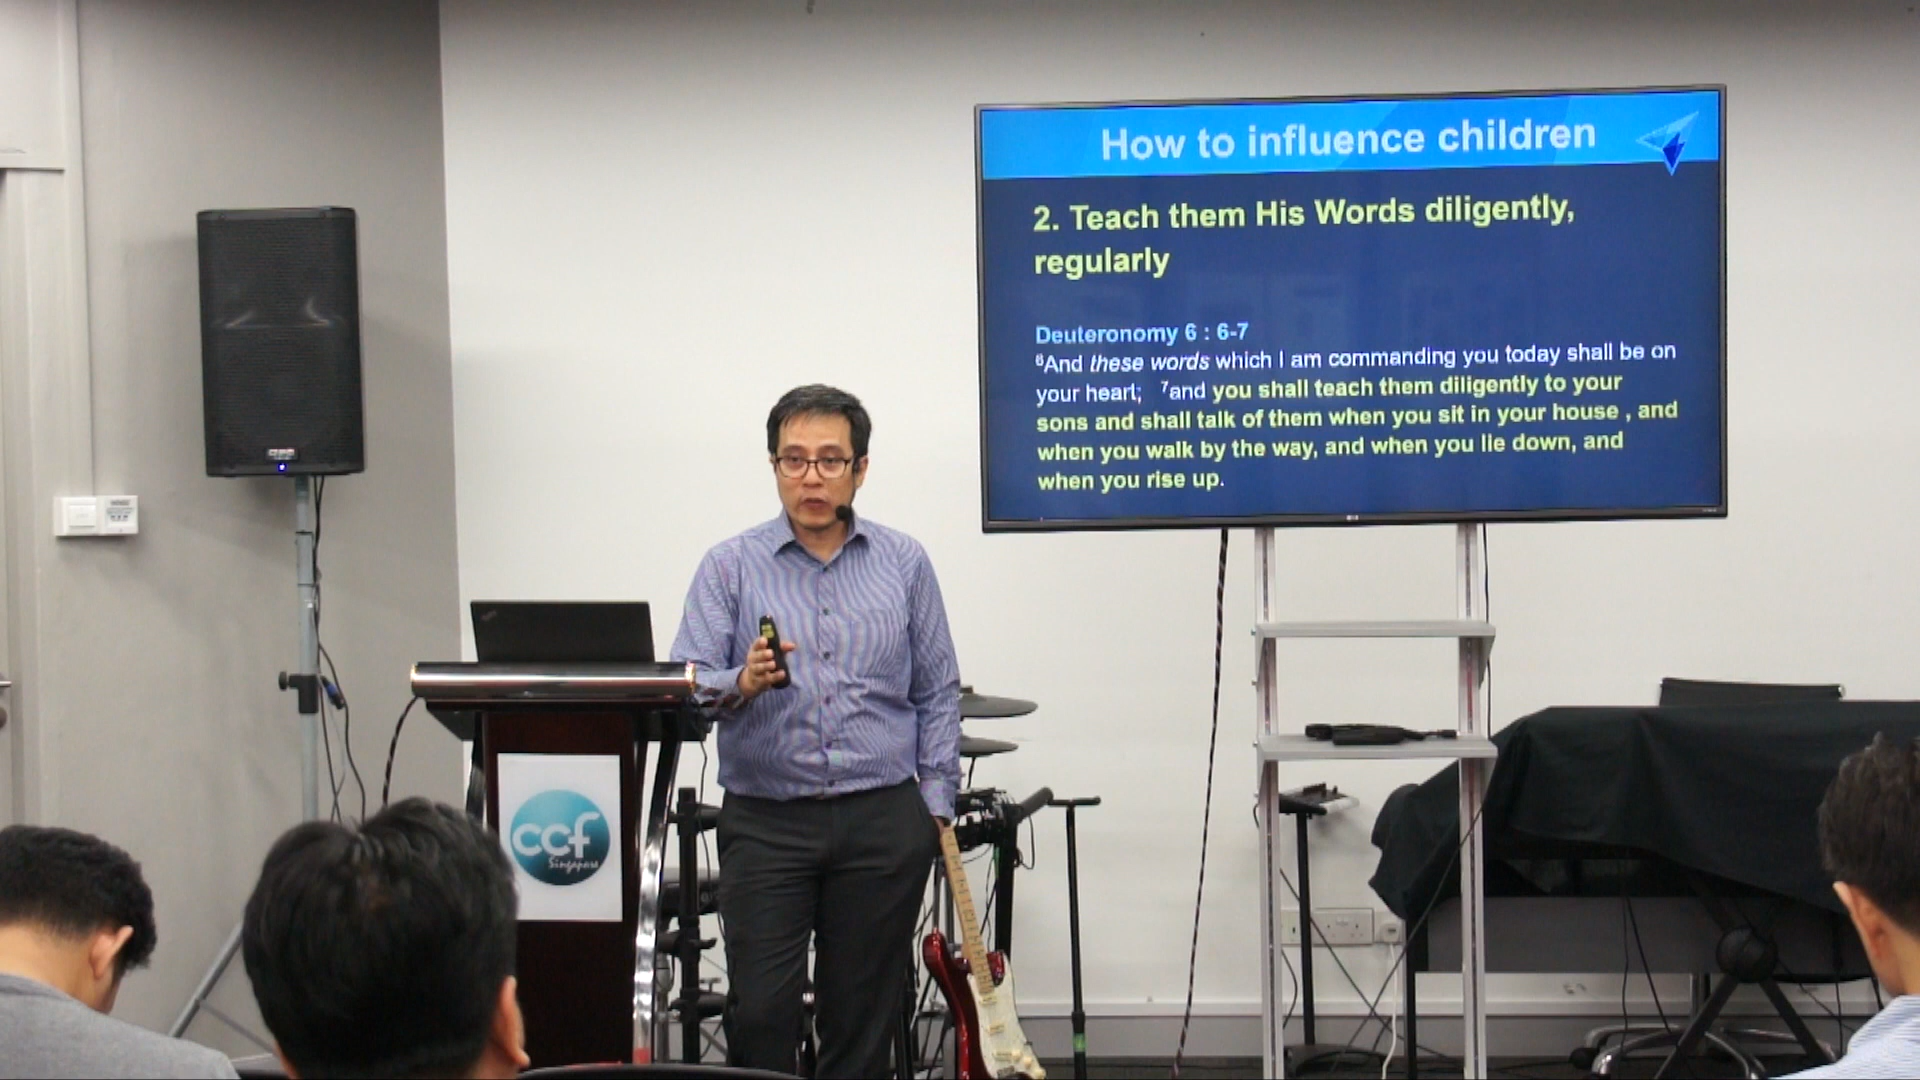 How to influence children
2. Teach them His Words diligently,
regularly
Deuteronomy 6 : 6-7
⁶And these words which I am commanding you today shall be on
your heart; ⁷and you shall teach them diligently to your
sons and shall talk of them when you sit in your house , and
when you walk by the way, and when you lie down, and
when you rise up.
ccf
Singapore